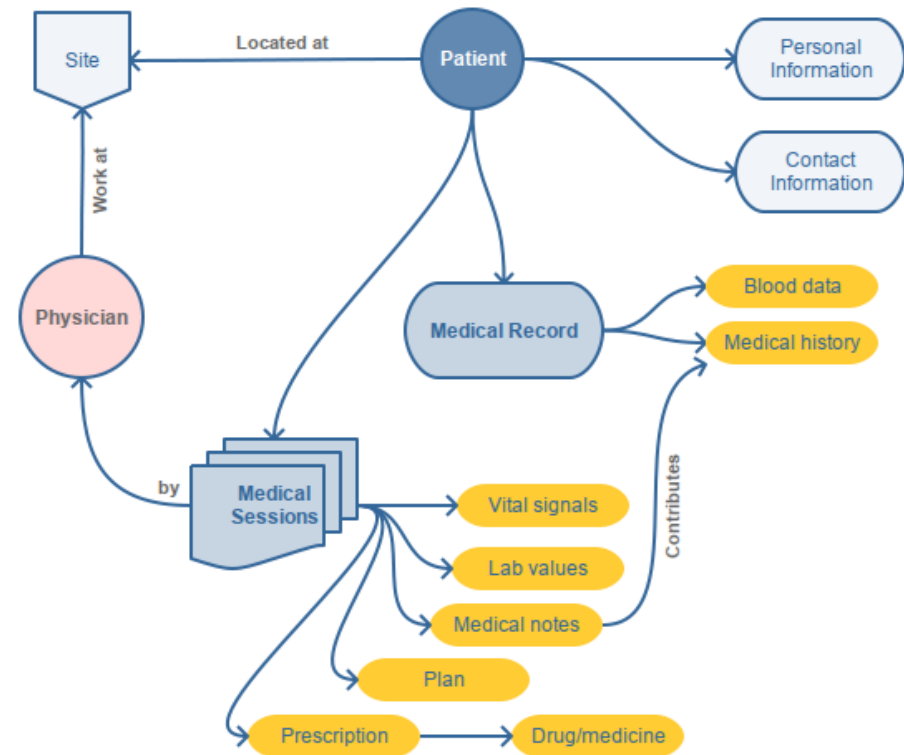 Located at
Site
Patient
Personal
Information
Contact
Information
Work at
Physician
Medical Record
Blood data
Medical history
by
Medical
Sessions
Contributes
Vital signals
Lab values
Medical notes
Plan
Prescription
Drug/medicine